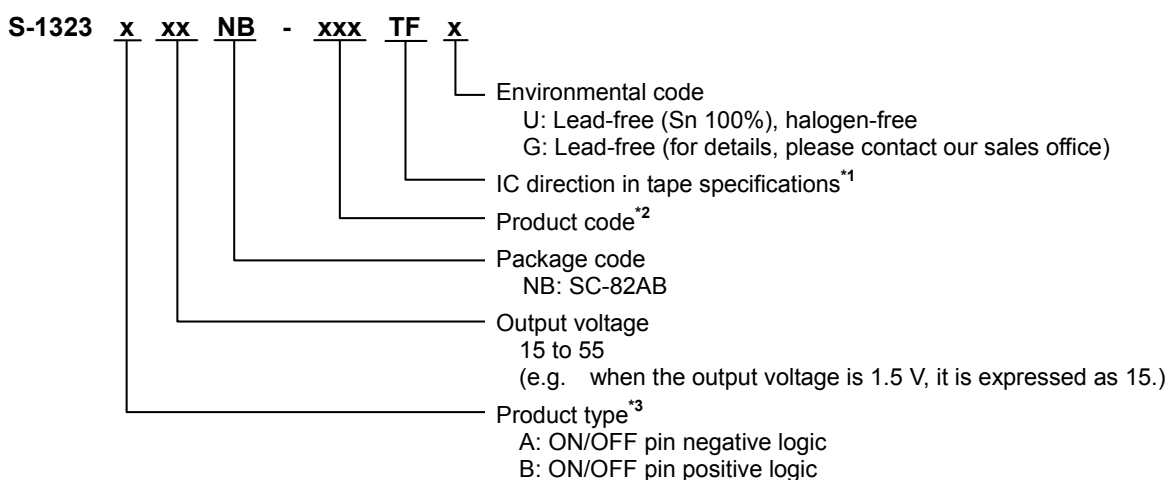 S-1323 x xx NB - xxx TF x
Environmental code
U: Lead-free (Sn 100%), halogen-free
G: Lead-free (for details, please contact our sales office)
IC direction in tape specifications*1
Product code*2
Package code
NB: SC-82AB
Output voltage
15 to 55
(e.g. when the output voltage is 1.5 V, it is expressed as 15.)
Product type*3
A: ON/OFF pin negative logic
B: ON/OFF pin positive logic